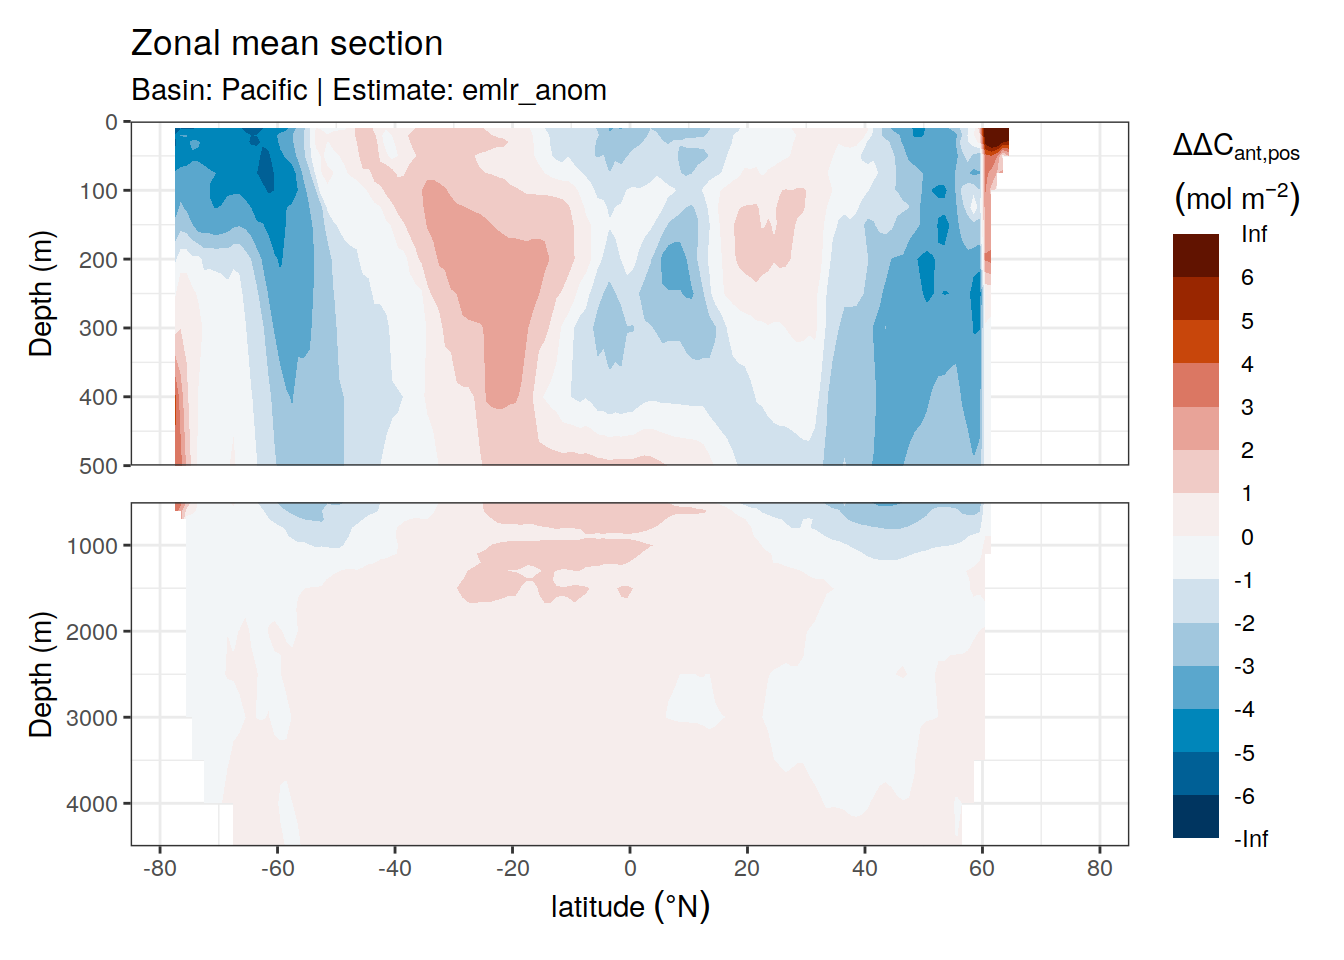 Zonal mean section
Basin: Pacific | Estimate: emlr_anom
Depth (m)
0
100
200
300
400
500
Depth (m)
1000
2000
3000
4000
-80 -60 -40 -20 0 20 40 60 80
latitude (°N)
ΔΔCant,pos
(mol m−2)
Inf
6
5
4
3
2
1
0
-1
-2
-3
-4
-5
-6
-Inf